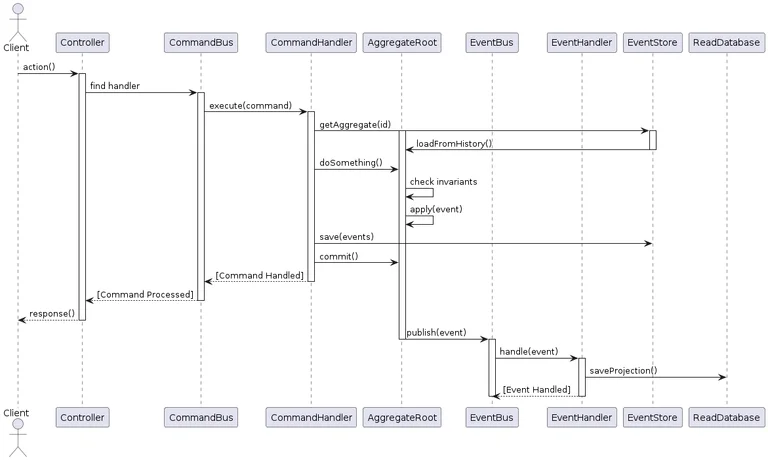 Client
Controller
CommandBus
CommandHandler
AggregateRoot
EventBus
EventHandler
EventStore
ReadDatabase
action()
find handler
execute(command)
getAggregate(id)
loadFromHistory()
doSomething()
check invariants
apply(event)
save(events)
commit()
[Command Handled]
[Command Processed]
response()
publish(event)
handle(event)
saveProjection()
[Event Handled]
Client
Controller
CommandBus
CommandHandler
AggregateRoot
EventBus
EventHandler
EventStore
ReadDatabase